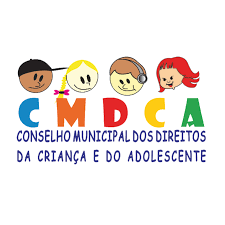 CMDCA
CONSELHO MUNICIPAL DOS DIREITOS
DA CRIANÇA E DO ADOLESCENTE